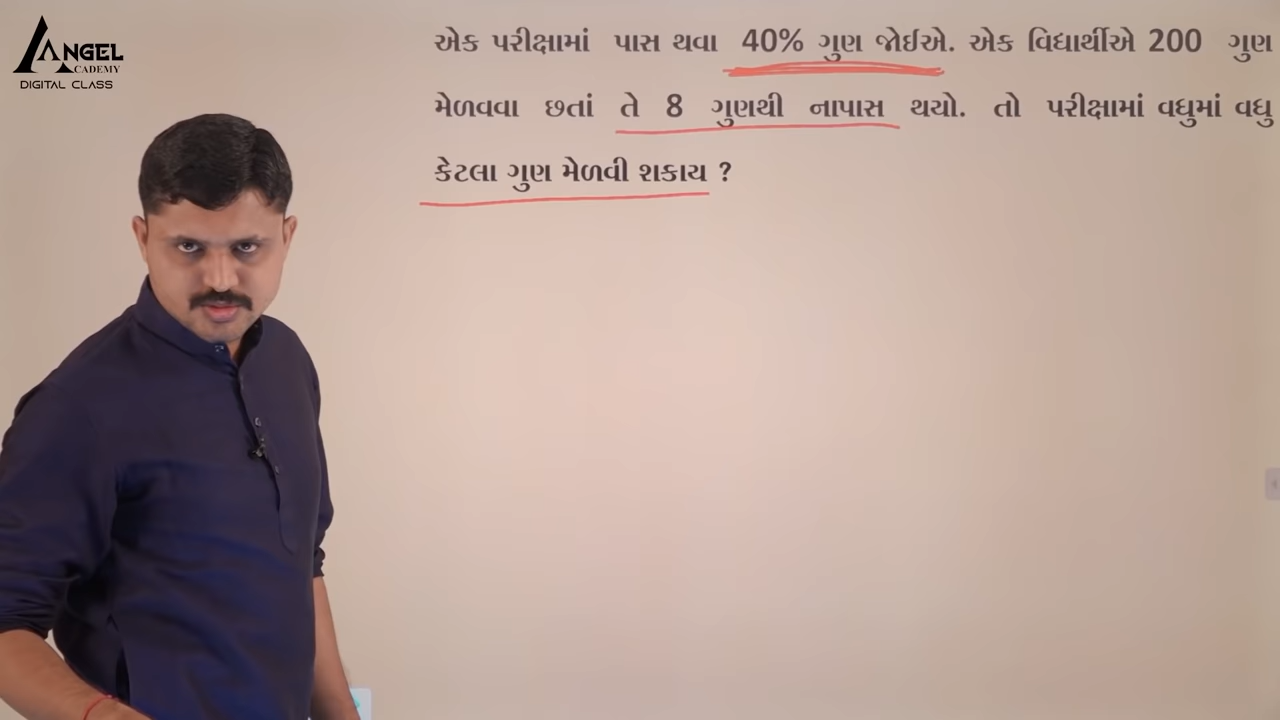 ANGEL
ACADEMY
DIGITAL CLASS
એક પરીક્ષામાં પાસ થવા 40% ગુણ જોઈએ. એક વિદ્યાર્થીએ 200 ગુણ
મેળવવા છતાં તે 8 ગુણથી નાપાસ થયો. તો પરીક્ષામાં વધુમાં વધુ
કેટલા ગુણ મેળવી શકાય ?